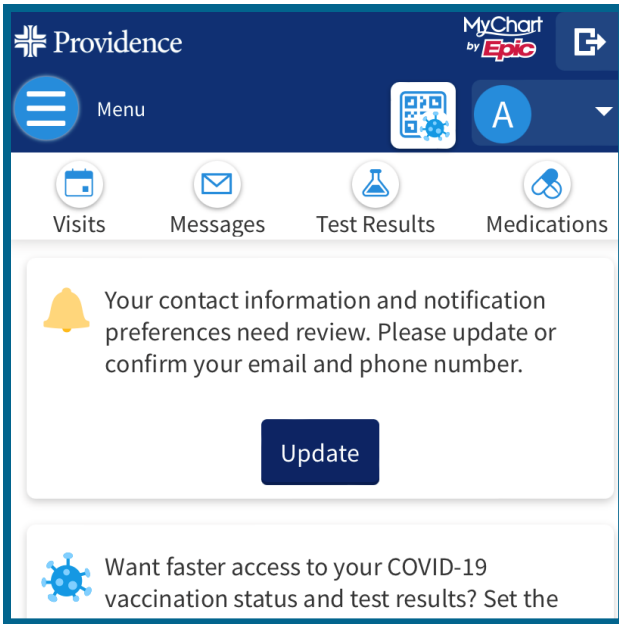 Providence
MyChart
by Epic
Menu
A
Visits
Messages
Test Results
Medications
Your contact information and notification
preferences need review. Please update or
confirm your email and phone number.
Update
Want faster access to your COVID-19
vaccination status and test results? Set the